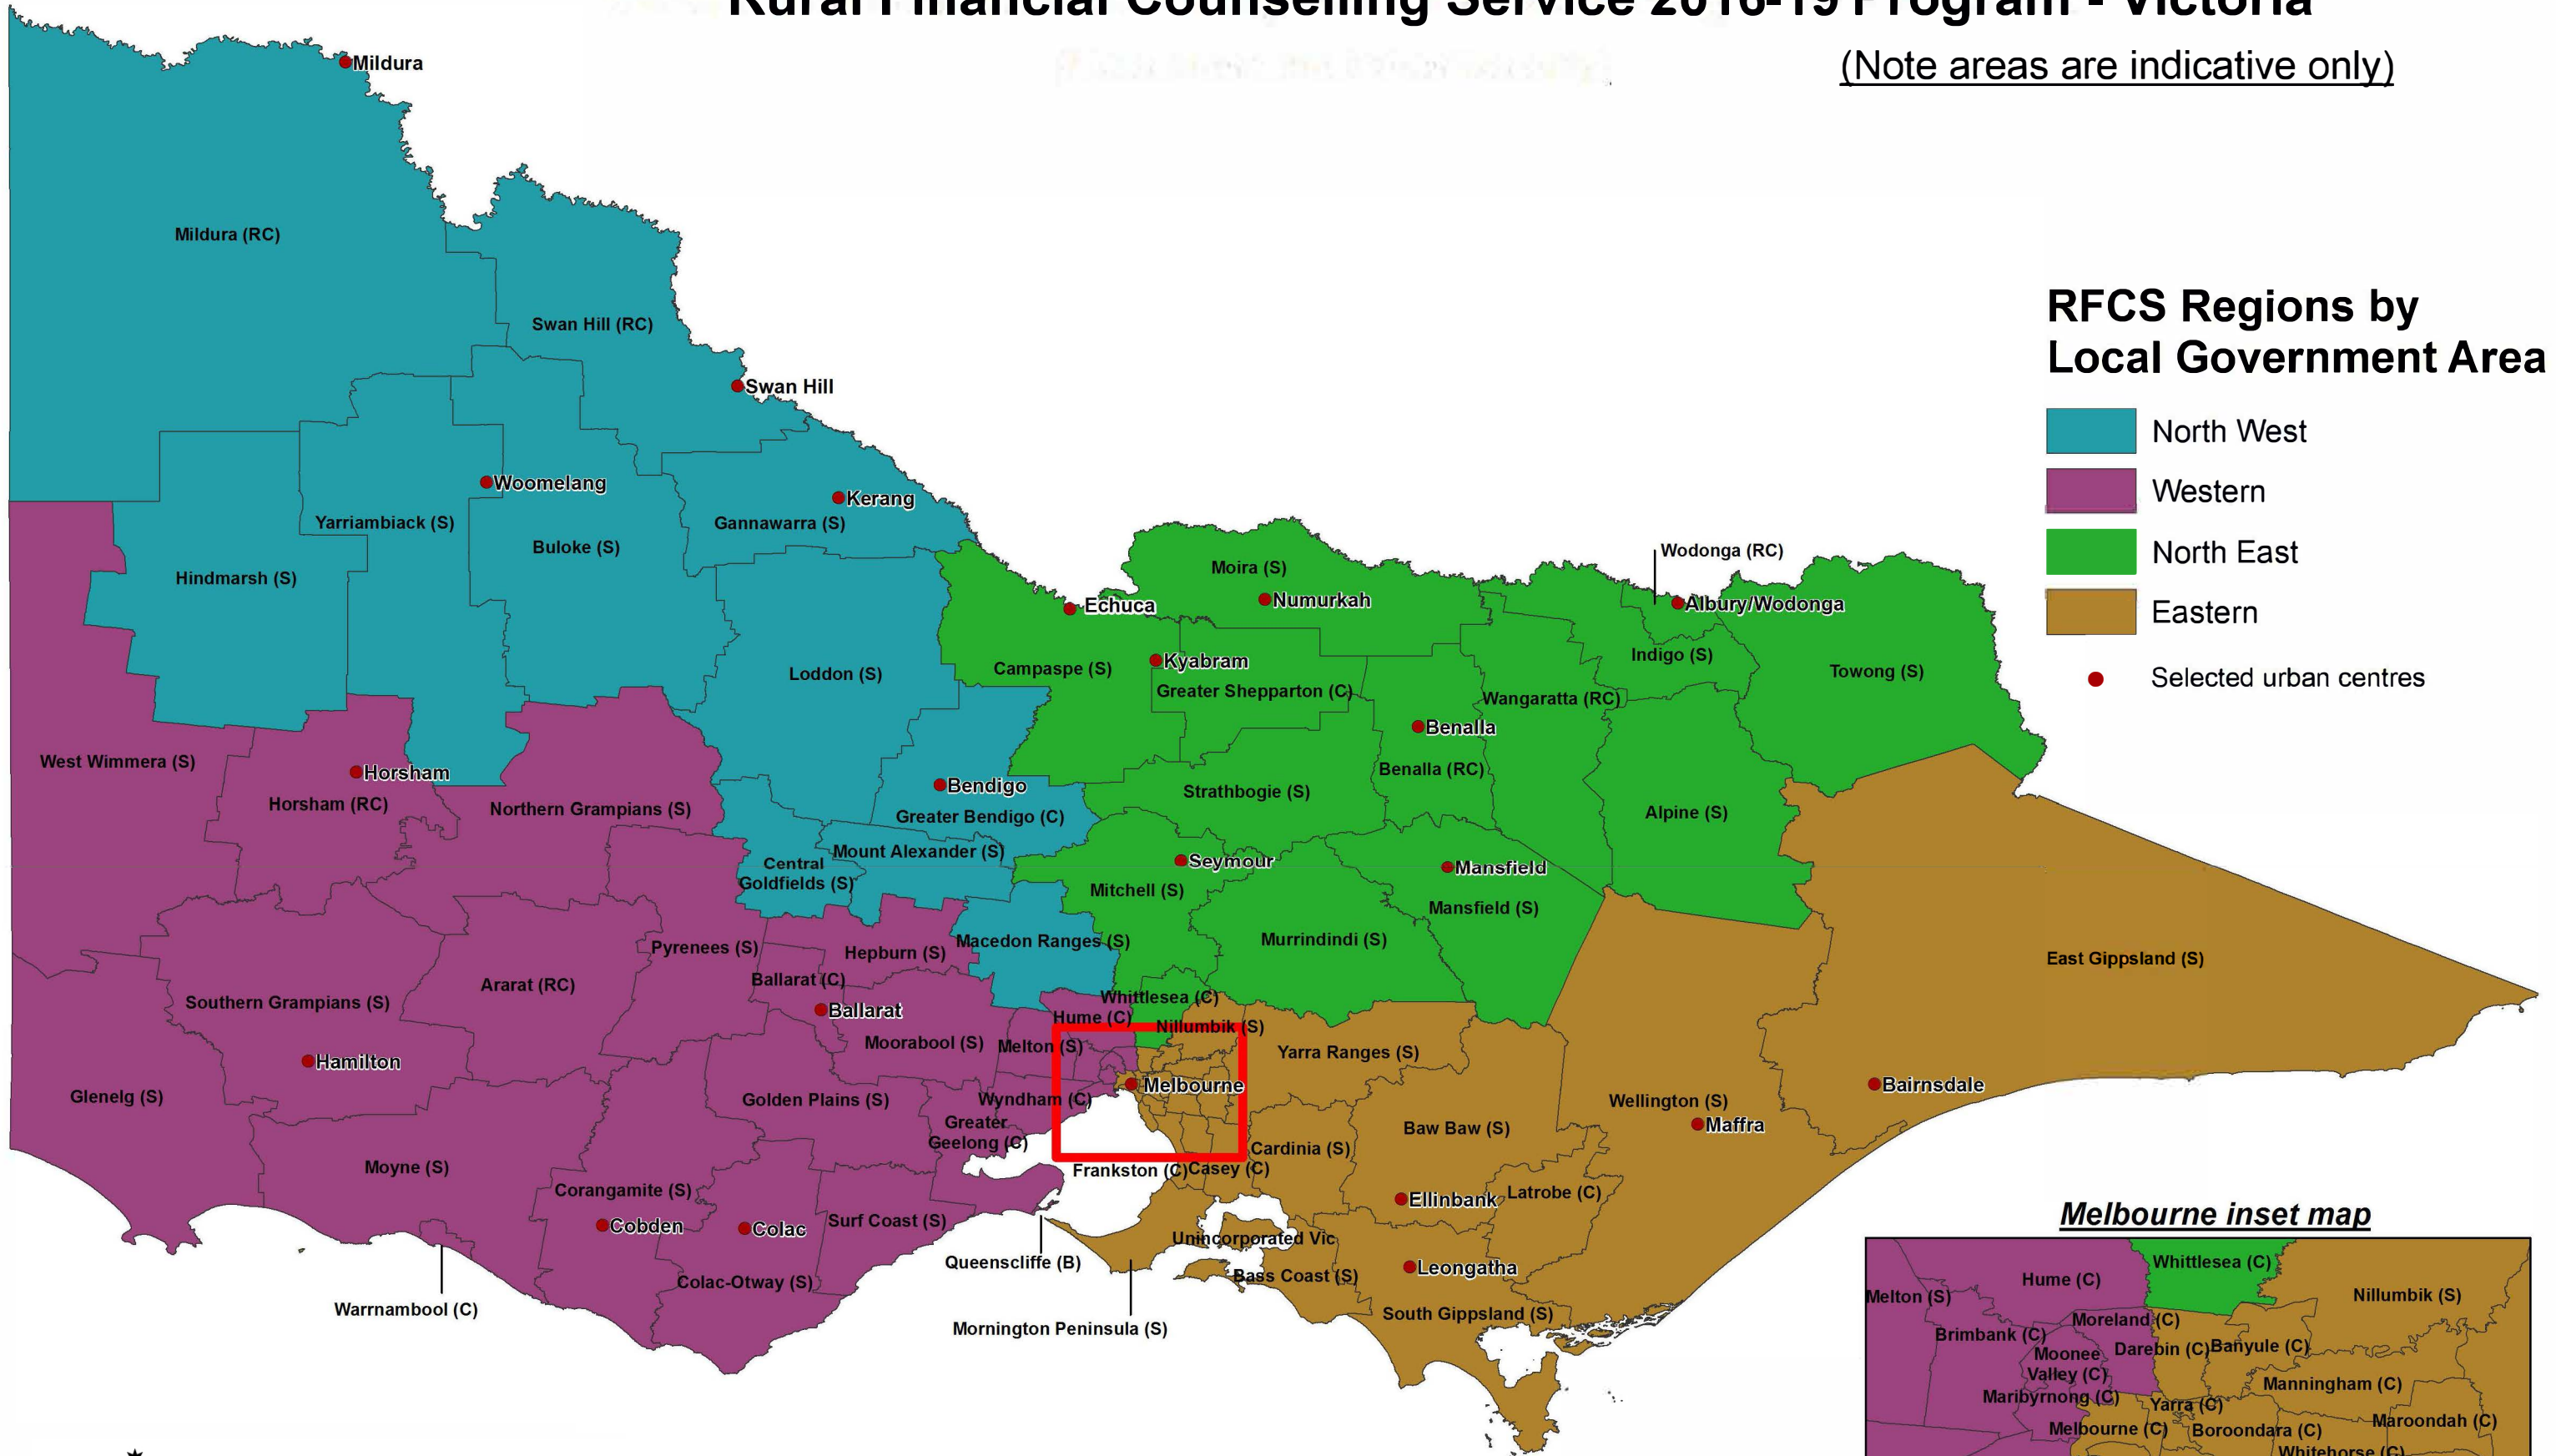 Rural Financial Counselling Service 2016-19 Program - Victoria
(Note areas are indicative only)
Mildura
Mildura (RC)
Swan Hill (RC)
Swan Hill
RFCS Regions by
Local Government Area
North West
Western
North East
Eastern
Selected urban centres
Woomelang
Kerang
Yarriambiack (S)
Gannawarra (S)
Buloke (S)
Hindmarsh (S)
Wodonga (RC)
Moira (S)
Numurkah
Echuca
Albury/Wodonga
Loddon (S)
Campaspe (S)
Kyabram
Greater Shepparton (C)
Indigo (S)
Towong (S)
Wangaratta (RC)
Benalla
Benalla (RC)
West Wimmera (S)
Horsham
Horsham (RC)
Northern Grampians (S)
Bendigo
Greater Bendigo (C)
Strathbogie (S)
Alpine (S)
Mount Alexander (S)
Central
Goldfields (S)
Seymour
Mitchell (S)
Mansfield
Mansfield (S)
Macedon Ranges (S)
Murrindindi (S)
Pyrenees (S)
Hepburn (S)
Ballarat (C)
Ballarat
Ararat (RC)
Southern Grampians (S)
East Gippsland (S)
Whittlesea (C)
Hume (C)
Nillumbik (S)
Moorabool (S)
Melton (S)
Yarra Ranges (S)
Hamilton
Glenelg (S)
Golden Plains (S)
Wyndham (C)
Melbourne
Wellington (S)
Maffra
Bairnsdale
Greater
Geelong (C)
Baw Baw (S)
Cardinia (S)
Moyne (S)
Frankston (C)
Casey (C)
Corangamite (S)
Cobden
Colac
Surf Coast (S)
Ellinbank
Latrobe (C)
Unincorporated Vic
Queenscliffe (B)
Bass Coast (S)
Leongatha
Colac-Otway (S)
Warrnambool (C)
South Gippsland (S)
Mornington Peninsula (S)
Melbourne inset map
Whittlesea (C)
Hume (C)
Melton (S)
Nillumbik (S)
Moreland (C)
Brimbank (C)
Moonee
Valley (C)
Darebin (C)
Banyule (C)
Manningham (C)
Maribyrnong (C)
Yarra (C)
Melbourne (C)
Boroondara (C)
Maroondah (C)
Whitehorse (C)